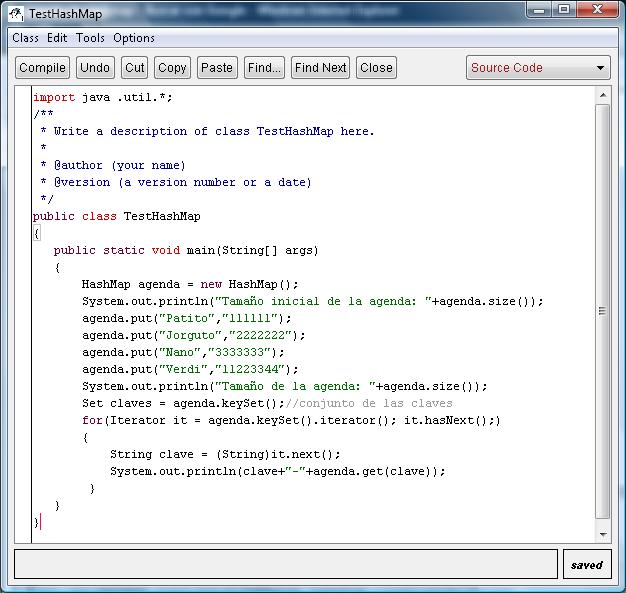 TestHashMap
Class Edit Tools Options
Compile Undo Cut Copy Paste Find... Find Next Close Source Code
import java .util.*;
/**
 * Write a description of class TestHashMap here.
 *
 * @author (your name)
 * @version (a version number or a date)
 */
public class TestHashMap
{
   public static void main(String[] args)
   {
       HashMap agenda = new HashMap();
       System.out.println("Tamaño inicial de la agenda: "+agenda.size());
       agenda.put("Patito","111111");
       agenda.put("Jorguto","2222222");
       agenda.put("Nano","3333333");
       agenda.put("Verdi","11223344");
       System.out.println("Tamaño de la agenda: "+agenda.size());
       Set claves = agenda.keySet();//conjunto de las claves
       for(Iterator it = agenda.keySet().iterator(); it.hasNext();)
       {
           String clave = (String)it.next();
           System.out.println(clave+"-"+agenda.get(clave));
        }
   }
}
saved